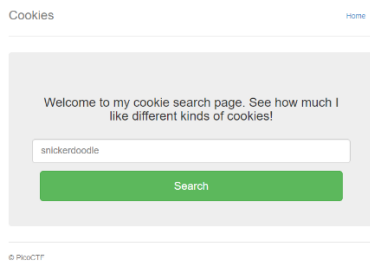 Cookies
Home
Welcome to my cookie search page. See how much I
like different kinds of cookies!
snickerdoodle
Search
© PicoCTF